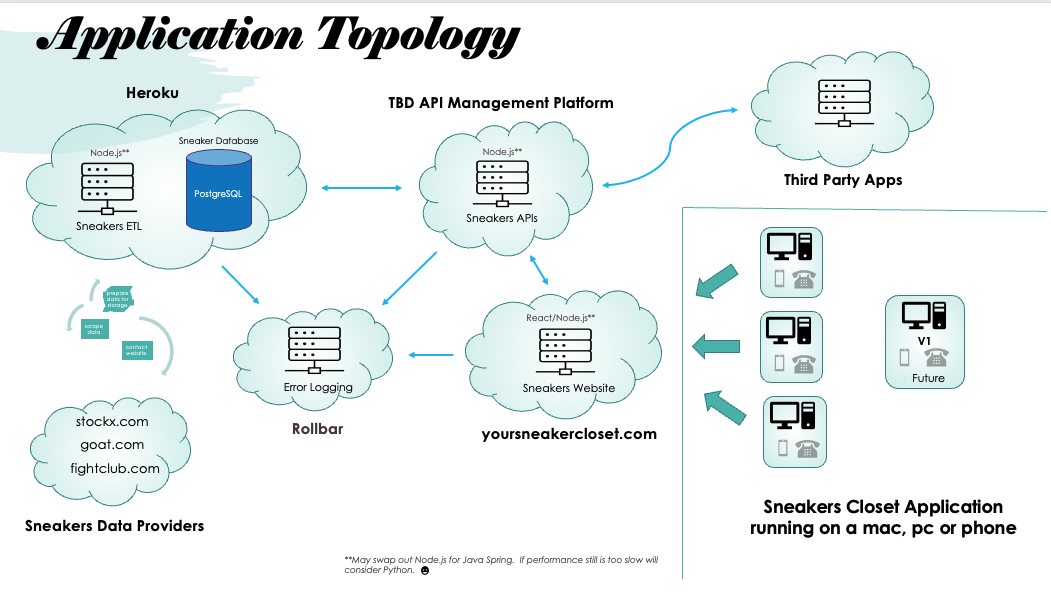 Application Topology
Heroku
Sneaker Database
Node.js**
PostgreSQL
Sneakers ETL
TBD API Management Platform
Node.js**
Sneakers APIs
Third Party Apps
prepare
data for
storage
scrape
data
contact
website
Error Logging
Rollbar
React/Node.js**
Sneakers Website
yoursneakercloset.com
V1
Future
stockx.com
goat.com
fightclub.com
Sneakers Data Providers
Sneakers Closet Application
running on a mac, pc or phone
**May swap out Node.js for Java Spring. If performance still is too slow will
consider Python.